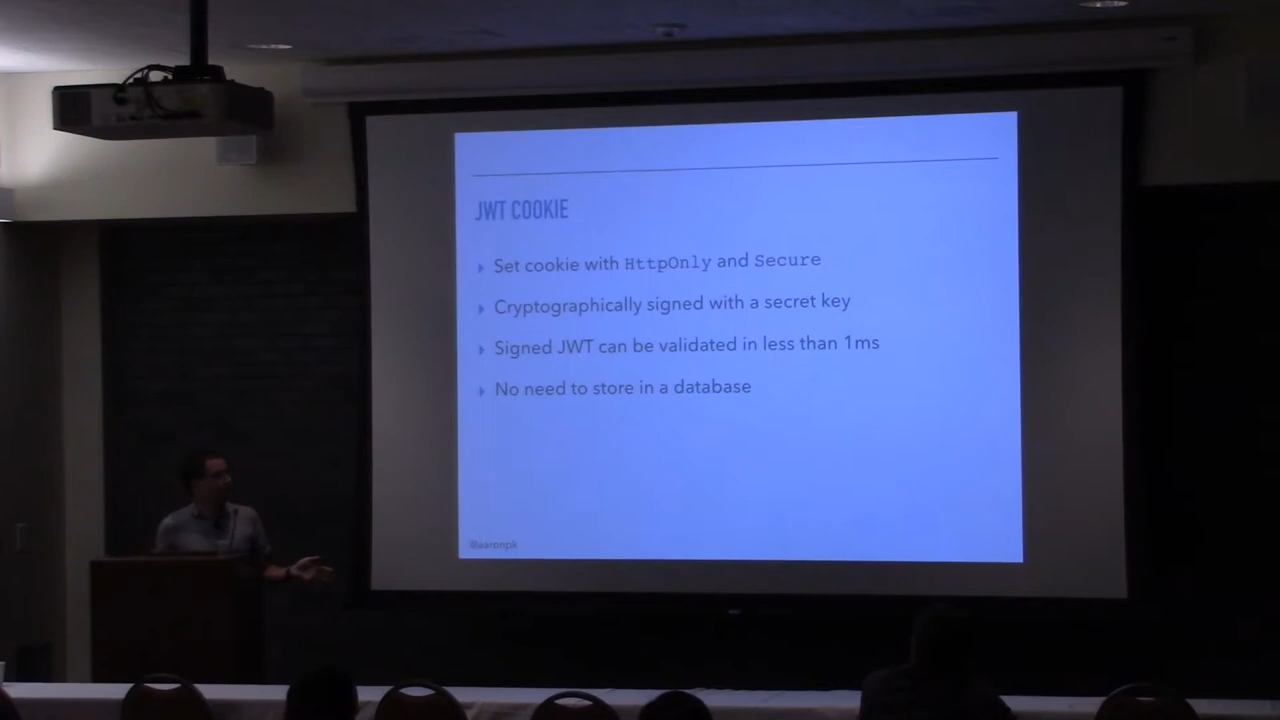 JWT COOKIE
Set cookie with HttpOnly and Secure
Cryptographically signed with a secret key
Signed JWT can be validated in less than 1ms
No need to store in a database
@aaronpk